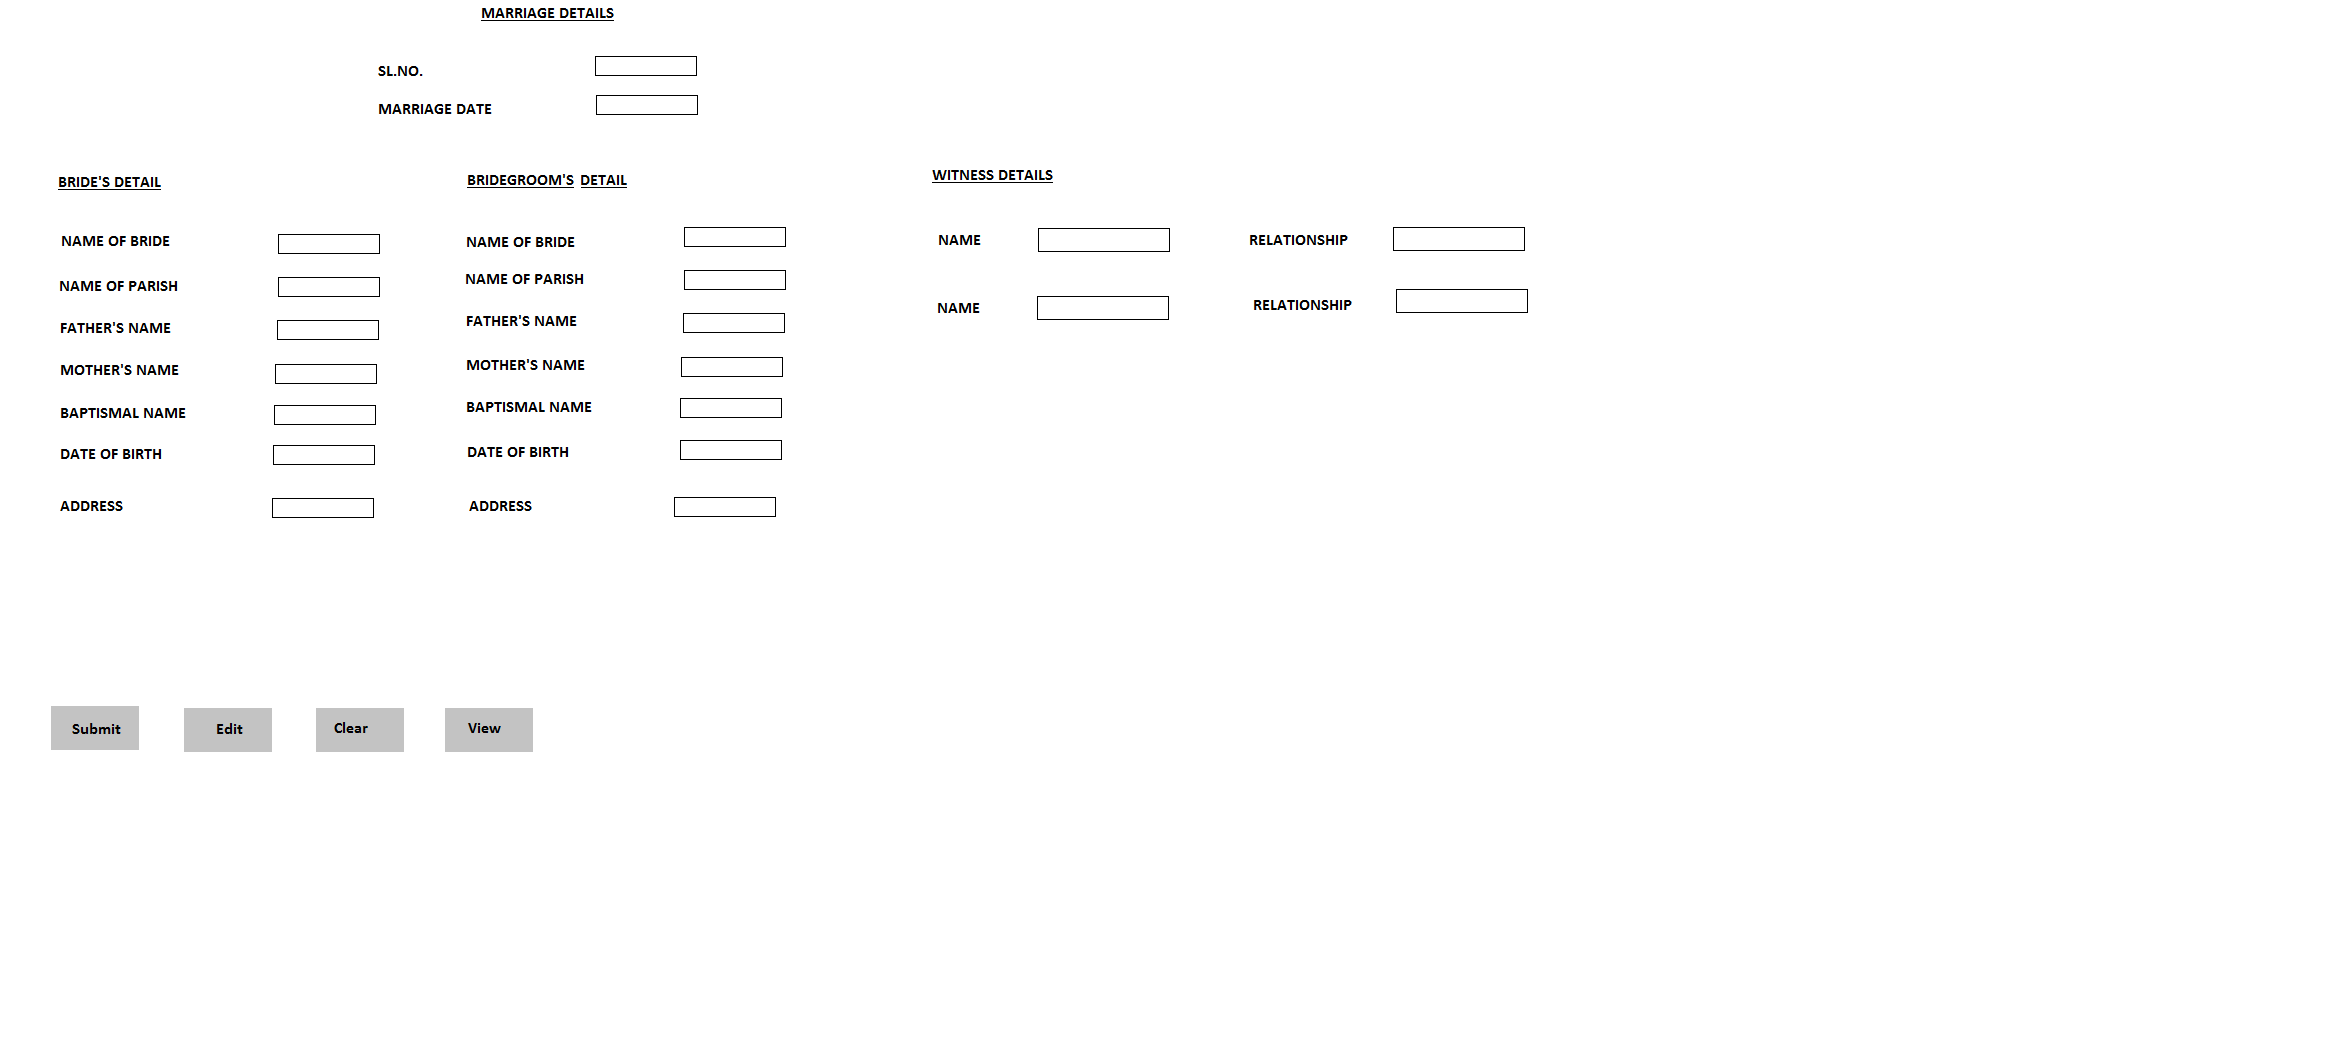 MARRIAGE DETAILS
SL.NO.
MARRIAGE DATE
BRIDE'S DETAIL
NAME OF BRIDE
NAME OF PARISH
FATHER'S NAME
MOTHER'S NAME
BAPTISMAL NAME
DATE OF BIRTH
ADDRESS
BRIDEGROOM'S DETAIL
NAME OF BRIDE
NAME OF PARISH
FATHER'S NAME
MOTHER'S NAME
BAPTISMAL NAME
DATE OF BIRTH
ADDRESS
WITNESS DETAILS
NAME RELATIONSHIP
NAME RELATIONSHIP
Submit Edit Clear View